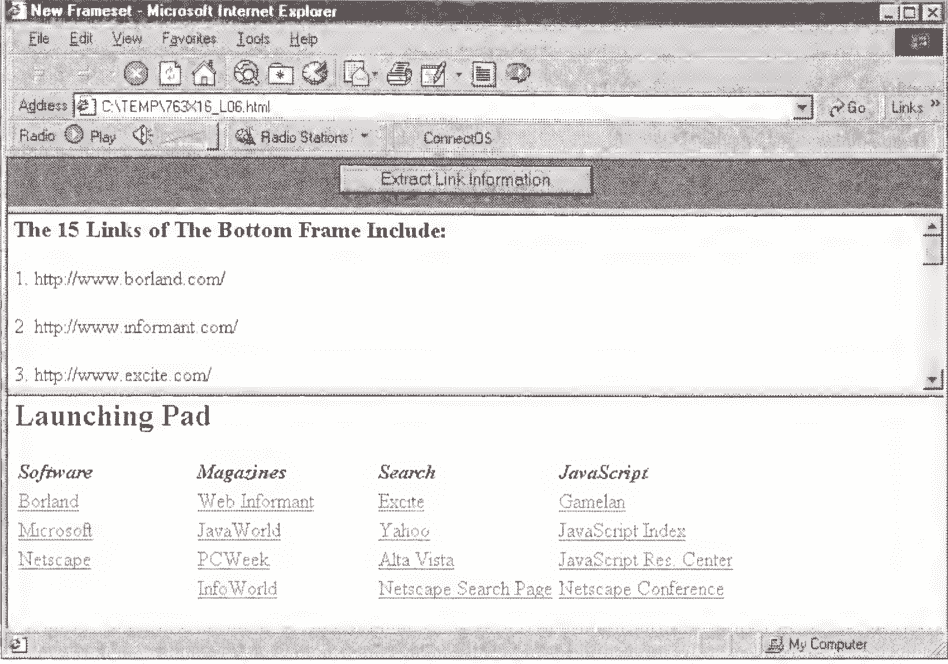 New Frameset - Microsoft Internet Explorer
File Edit View Favorites Tools Help
Address C:\TEMP\763X16_L06.html Go Links »
Radio Play Radio Stations ConnectOS
Extract Link Information
The 15 Links of The Bottom Frame Include:
1. http://www.borland.com/
2 http://www.informant.com/
3. http://www.excite.com/
Launching Pad
Software Magazines Search JavaScript
Borland Web Informant Excite Gamelan
Microsoft JavaWorld Yahoo JavaScript Index
Netscape PCWeek Alta Vista JavaScript Res. Center
InfoWorld Netscape Search Page Netscape Conference
My Computer